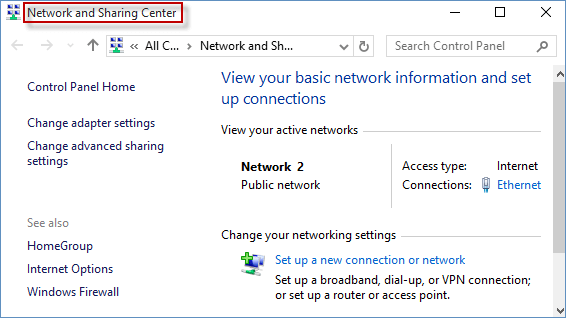 Network and Sharing Center
« All C... › Network and Sh...
Search Control Panel
Control Panel Home
Change adapter settings
Change advanced sharing
settings
See also
HomeGroup
Internet Options
Windows Firewall
View your basic network information and set
up connections
View your active networks
Network 2
Public network
Access type: Internet
Connections: Ethernet
Change your networking settings
Set up a new connection or network
Set up a broadband, dial-up, or VPN connection;
or set up a router or access point.